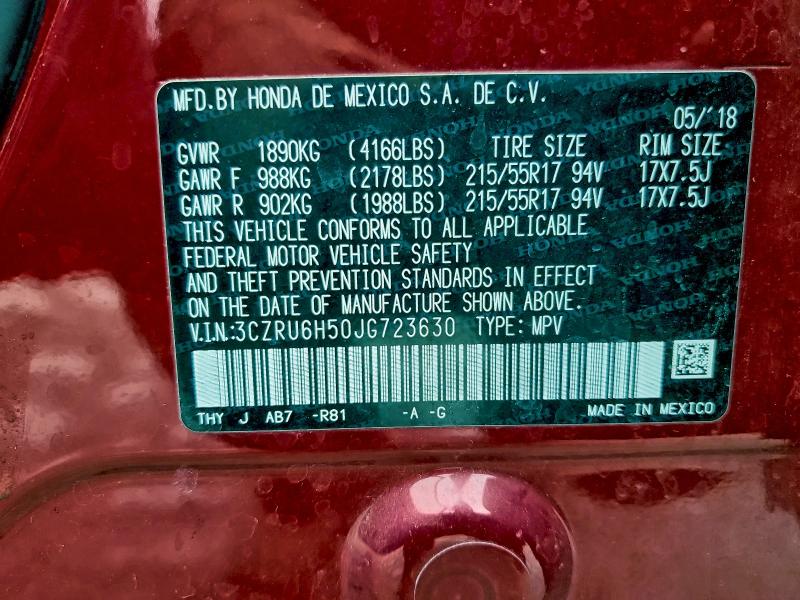 MFD.BY HONDA DE MEXICO S.A. DE C.V.
05/'18
GVWR 1890KG (4166LBS) TIRE SIZE RIM SIZE
GAWR F 988KG (2178LBS) 215/55R17 94V 17X7.5J
GAWR R 902KG (1988LBS) 215/55R17 94V 17X7.5J
THIS VEHICLE CONFORMS TO ALL APPLICABLE
FEDERAL MOTOR VEHICLE SAFETY
AND THEFT PREVENTION STANDARDS IN EFFECT
ON THE DATE OF MANUFACTURE SHOWN ABOVE.
V.I.N:3CZRU6H50JG723630 TYPE: MPV
THY J AB7 -R81 -A -G MADE IN MEXICO